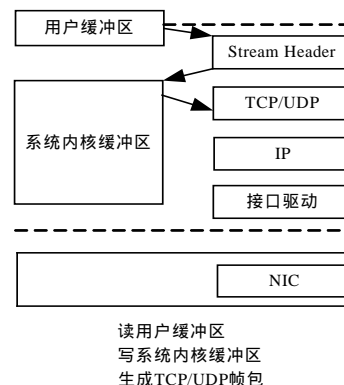 用户缓冲区
Stream Header
TCP/UDP
系统内核缓冲区
IP
接口驱动
NIC
读用户缓冲区
写系统内核缓冲区
生成TCP/UDP帧包